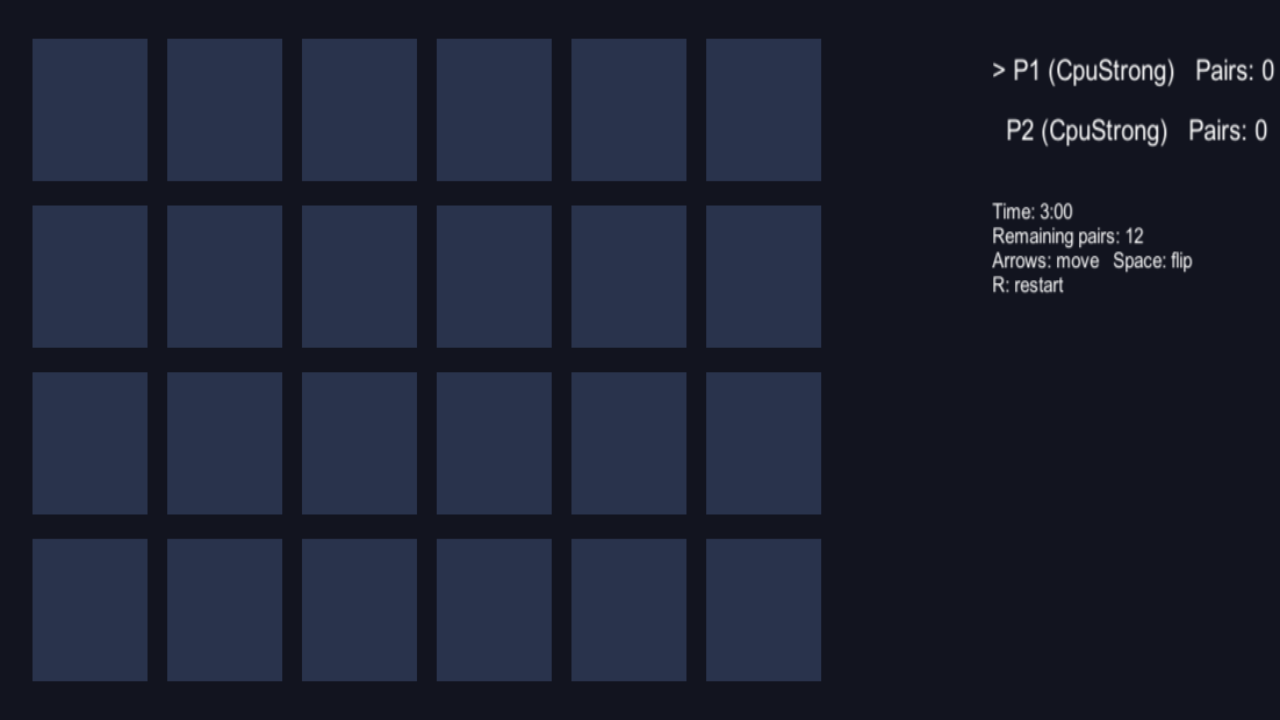 > P1 (CpuStrong)   Pairs: 0
P2 (CpuStrong)   Pairs: 0
Time: 3:00
Remaining pairs: 12
Arrows: move   Space: flip
R: restart